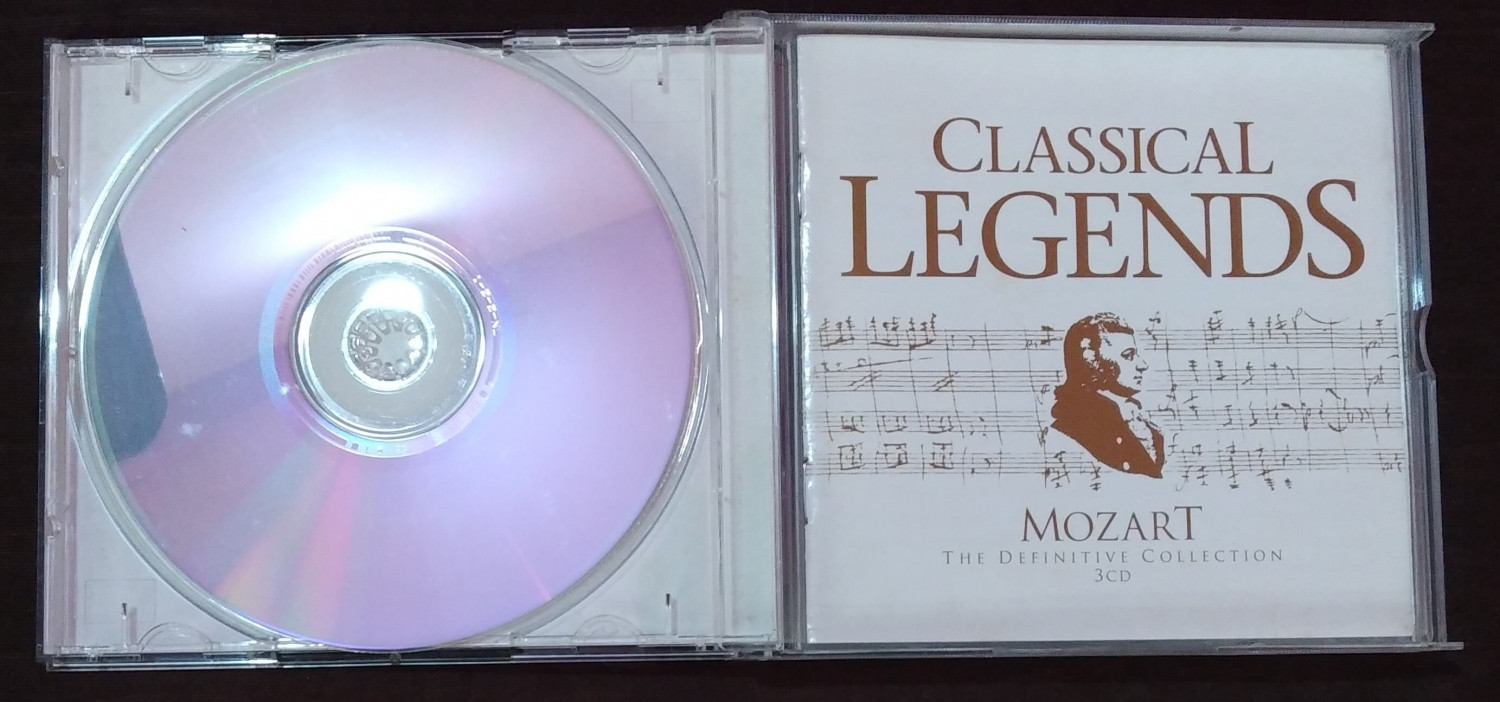 CLASSICAL
LEGENDS
MOZART
THE DEFINITIVE COLLECTION
3CD